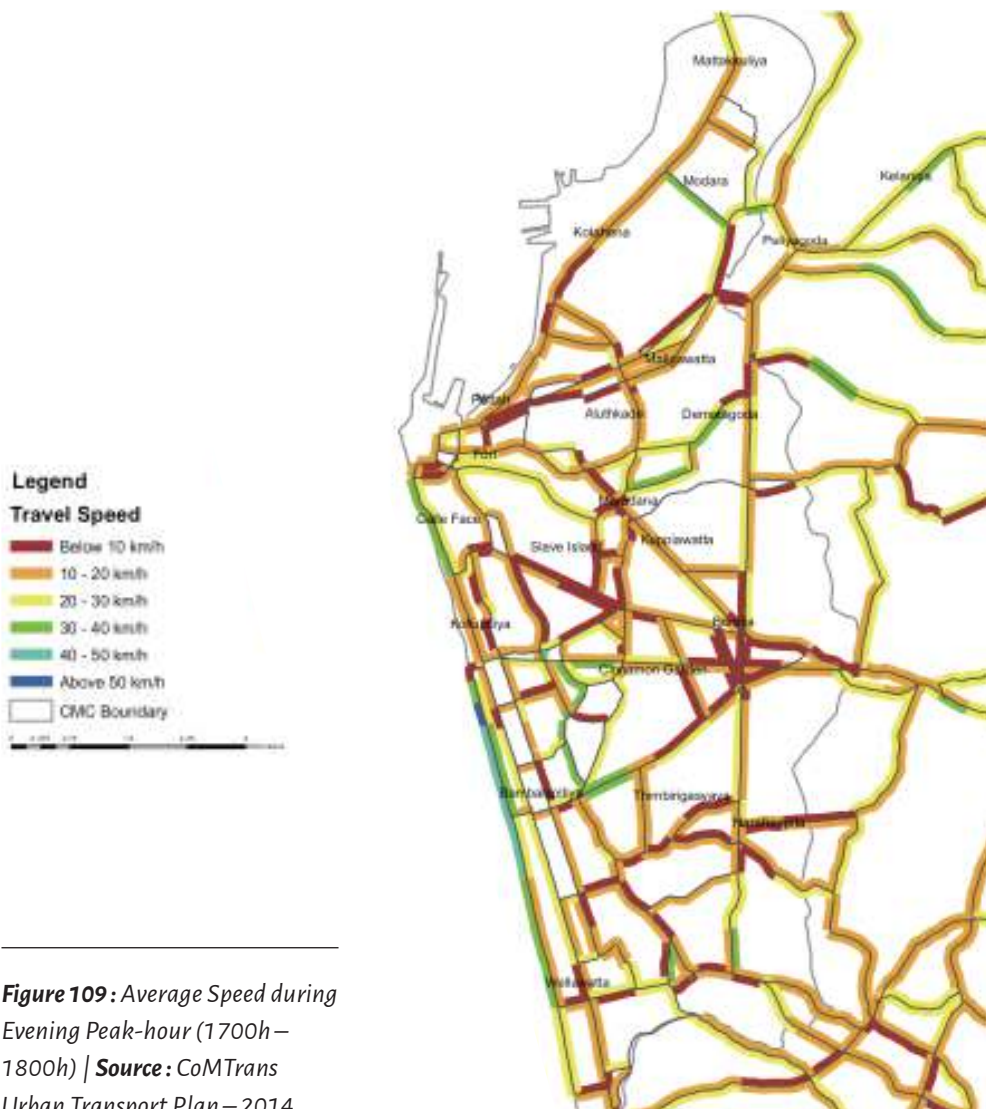 Mattakkuliya
Modara
Kelaniya
Kotahena
Peliyagoda
Maligawatta
Pettah
Aluthkade
Dematagoda
Fort
Legend
Travel Speed
Below 10 km/h
10 - 20 km/h
20 - 30 km/h
30 - 40 km/h
40 - 50 km/h
Above 50 km/h
CMC Boundary
Galle Face
Maradana
Slave Island
Kuppiawatta
Kollupitiya
Borella
Cinnamon Garden
Bambalapitiya
Thimbirigasyaya
Narahenpita
Wellawatta
Figure 109 : Average Speed during
Evening Peak-hour (1700h –
1800h) | Source : CoMTrans
Urban Transport Plan – 2014